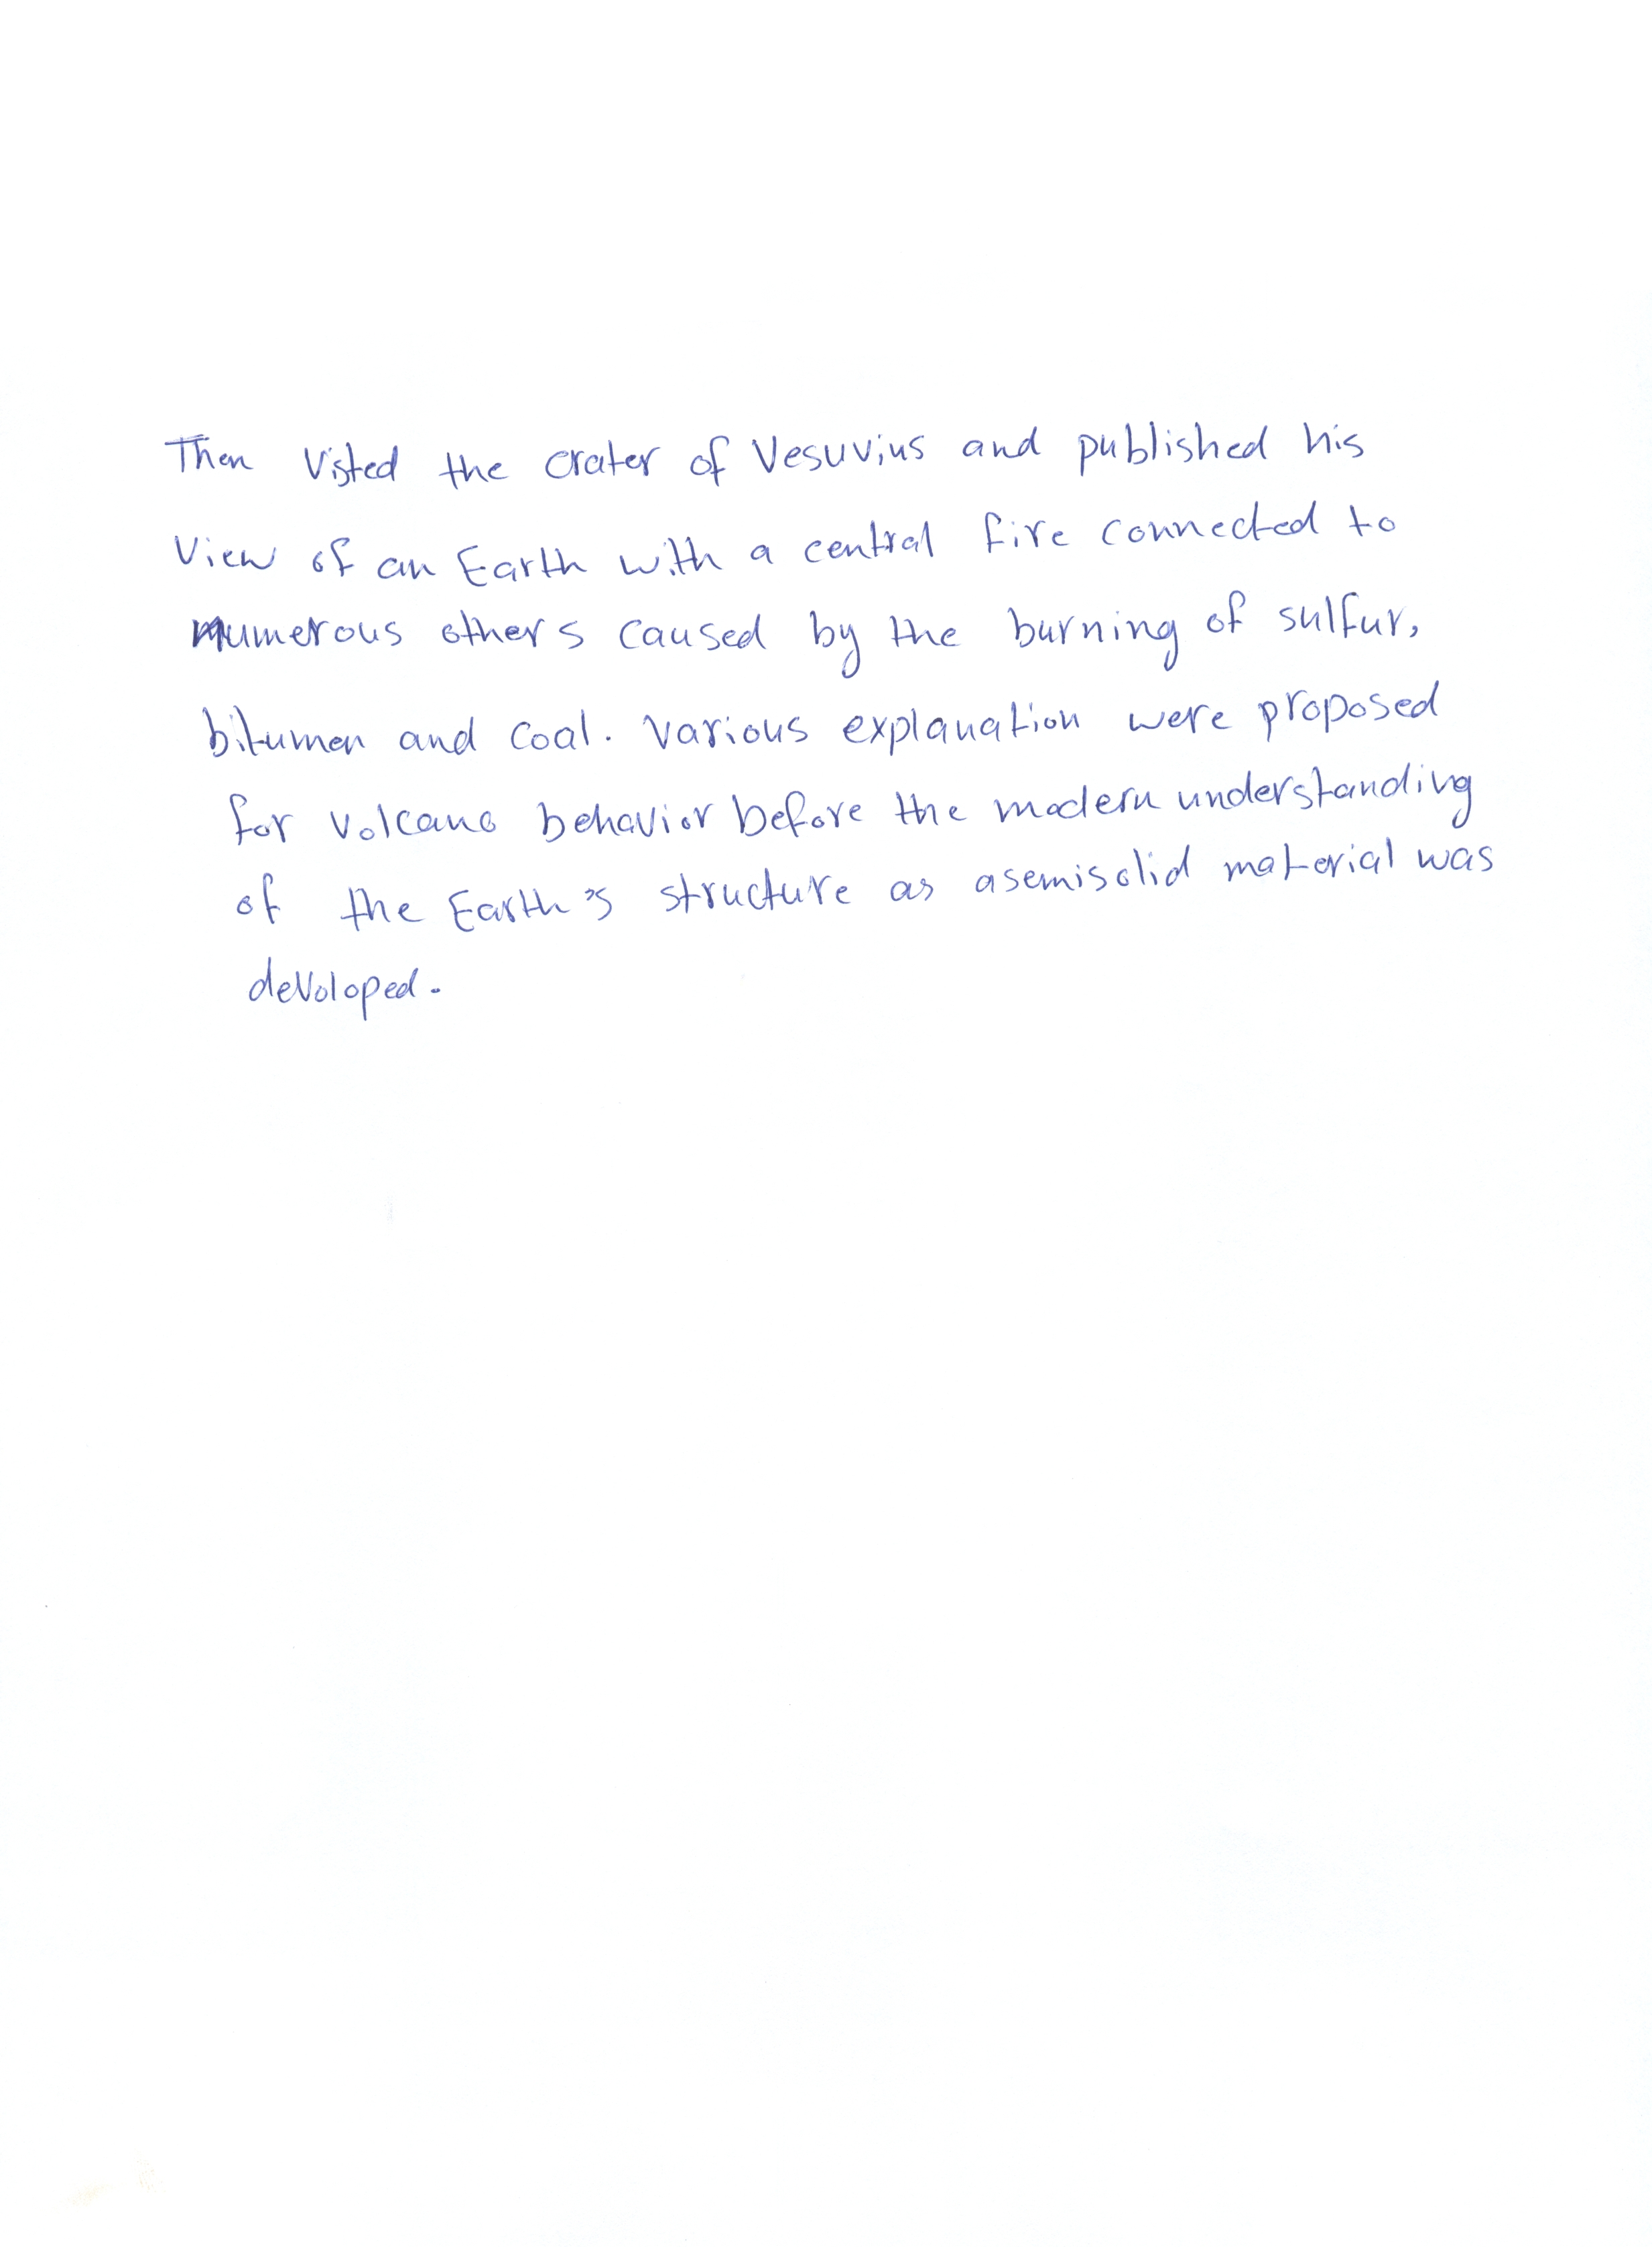 Then Visted the crater of Vesuvius and published his
View of an Earth with a central fire connected to
numerous others caused by the burning of sulfur,
bitumen and coal. Various explanation were proposed
for volcano behavior before the modern understanding
of the Earth's structure as asemisolid material was
devoloped.